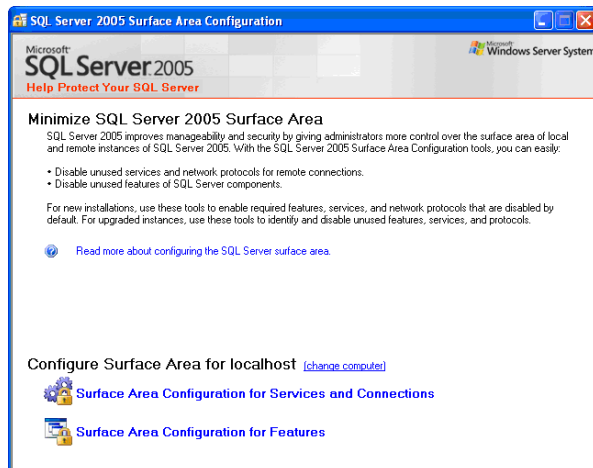 SQL Server 2005 Surface Area Configuration
Microsoft
SQL Server 2005
Help Protect Your SQL Server
Microsoft
Windows Server System
Minimize SQL Server 2005 Surface Area
SQL Server 2005 improves manageability and security by giving administrators more control over the surface area of local
and remote instances of SQL Server 2005. With the SQL Server 2005 Surface Area Configuration tools, you can easily:
• Disable unused services and network protocols for remote connections.
• Disable unused features of SQL Server components.
For new installations, use these tools to enable required features, services, and network protocols that are disabled by
default. For upgraded instances, use these tools to identify and disable unused features, services, and protocols.
Read more about configuring the SQL Server surface area.
Configure Surface Area for localhost (change computer)
Surface Area Configuration for Services and Connections
Surface Area Configuration for Features